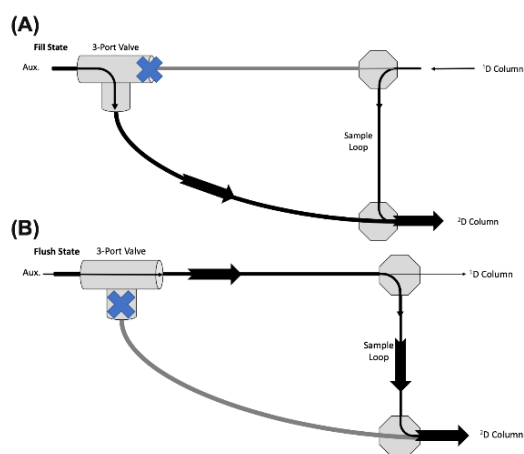 (A)
Fill State
3-Port Valve
Aux.
¹D Column
Sample
Loop
²D Column
(B)
Flush State
3-Port Valve
Aux.
¹D Column
Sample
Loop
²D Column